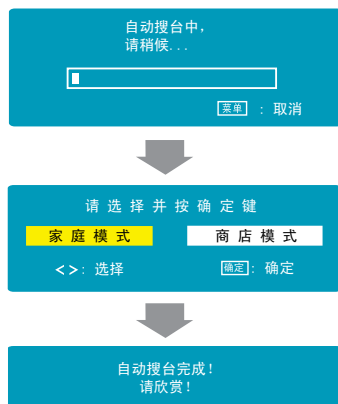 自动搜台中，
请稍候...
菜单 : 取消
请选择并按确定键
家庭模式 商店模式
<>: 选择 确定: 确定
自动搜台完成!
请欣赏!